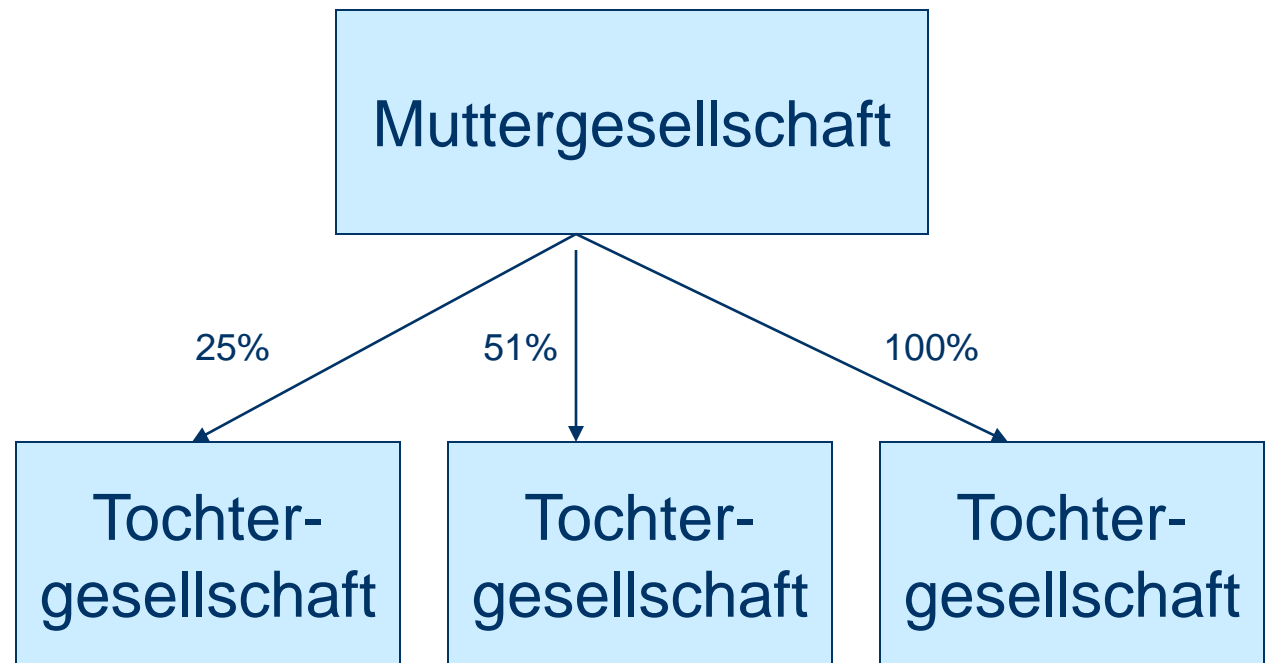 Muttergesellschaft
25%
51%
100%
Tochter-
gesellschaft
Tochter-
gesellschaft
Tochter-
gesellschaft